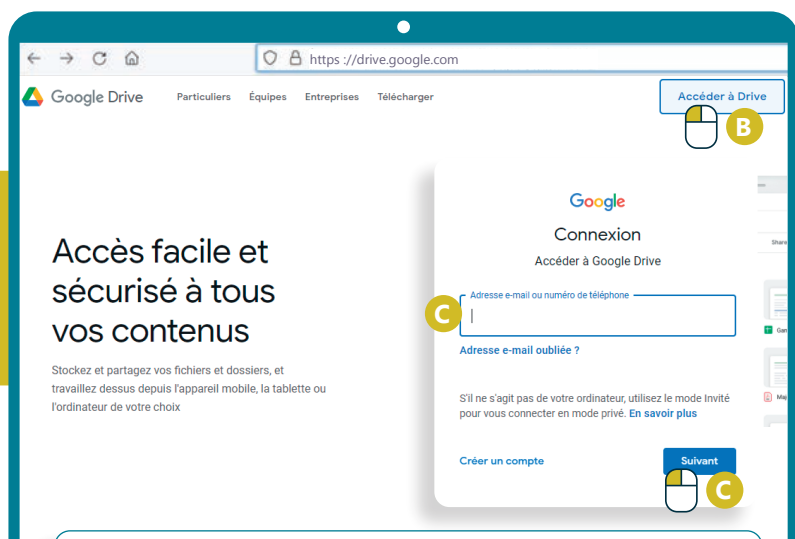 https ://drive.google.com
Google Drive Particuliers Équipes Entreprises Télécharger Accéder à Drive
B
Accès facile et
sécurisé à tous
vos contenus
Stockez et partagez vos fichiers et dossiers, et
travaillez dessus depuis l'appareil mobile, la tablette ou
l'ordinateur de votre choix
Google
Connexion
Accéder à Google Drive
Adresse e-mail ou numéro de téléphone
C
Adresse e-mail oubliée ?
S'il ne s'agit pas de votre ordinateur, utilisez le mode Invité
pour vous connecter en mode privé. En savoir plus
Créer un compte Suivant
C
Share
Gan
Maj